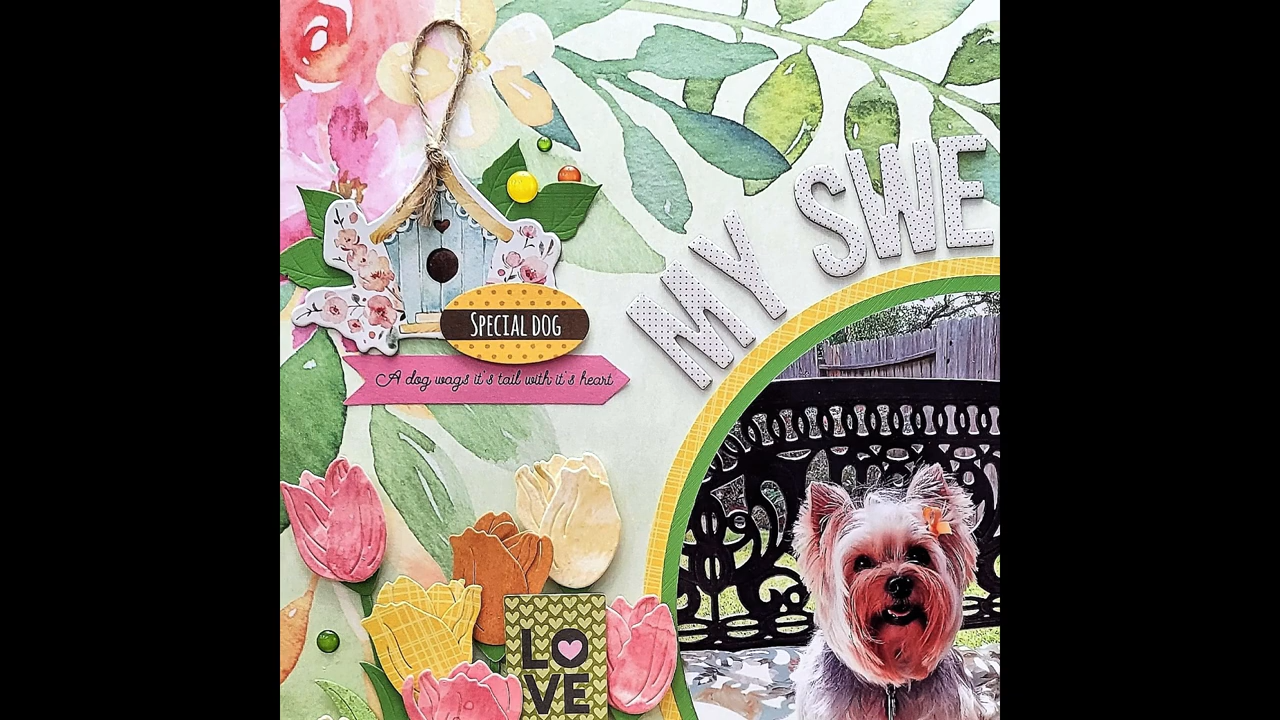 MY SWE
SPECIAL DOG
A dog wags it's tail with it's heart
LO
VE